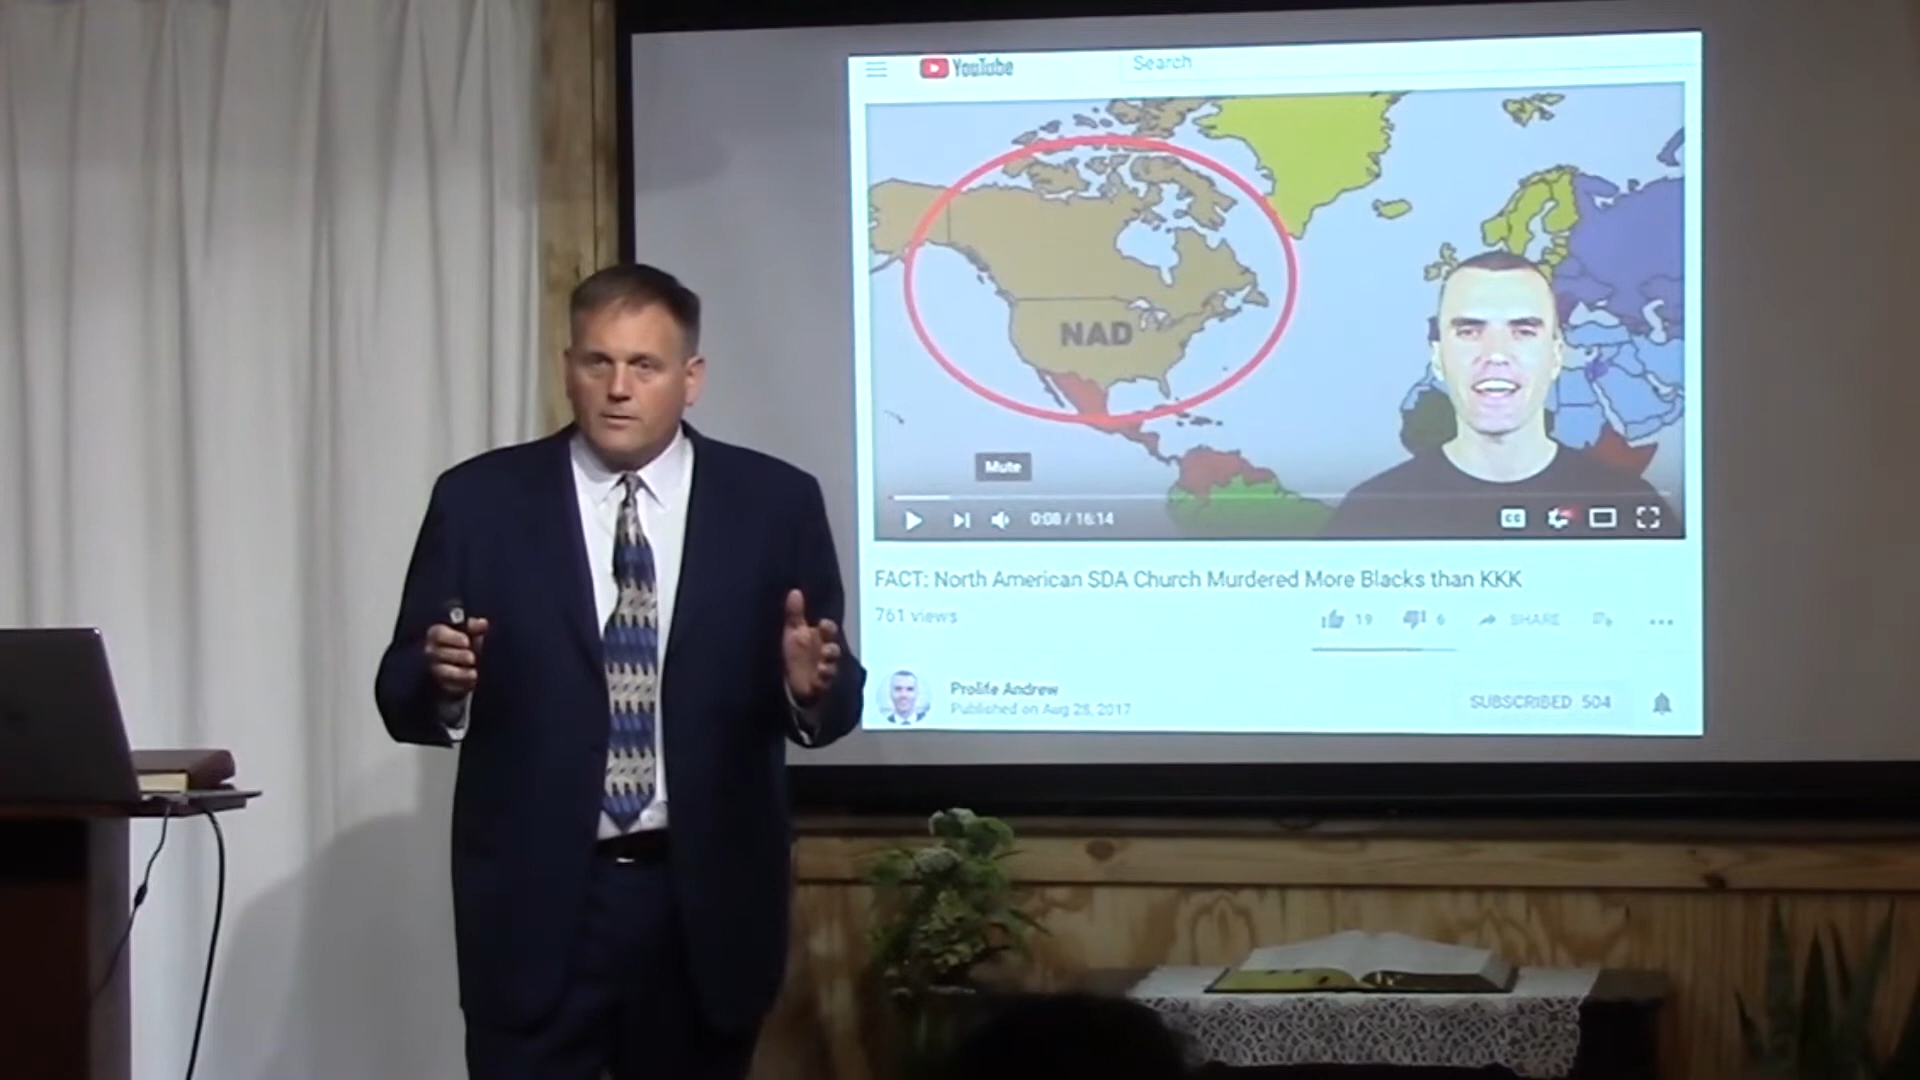 YouTube
Search
NAD
Mute
0:08 / 16:14
CC
FACT: North American SDA Church Murdered More Blacks than KKK
761 views
19
6
SHARE
Prolife Andrew
Published on Aug 28, 2017
SUBSCRIBED 504